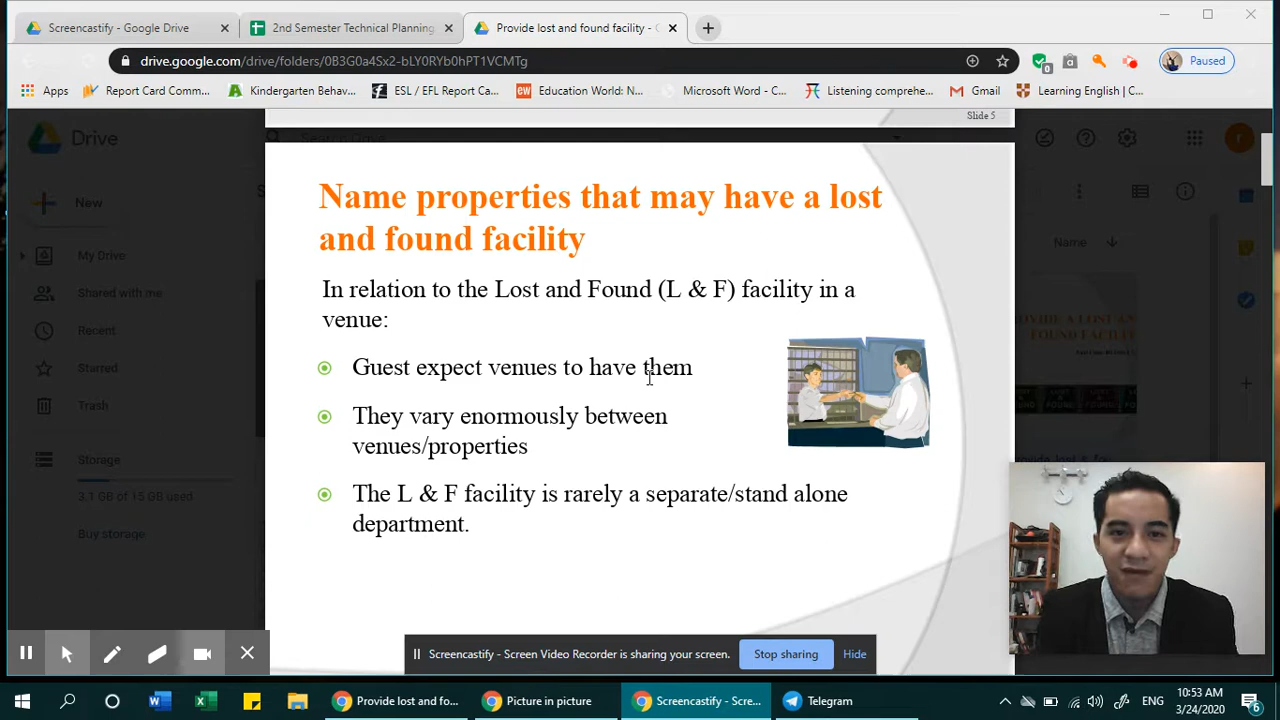 Screencastify - Google Drive
2nd Semester Technical Planning
Provide lost and found facility - G
drive.google.com/drive/folders/0B3G0a4Sx2-bLY0RYb0hPT1VCMTg
Paused
Apps
Report Card Comm...
Kindergarten Behav...
ESL / EFL Report Ca...
Education World: N...
Microsoft Word - C...
Listening comprehe...
Gmail
Learning English | C...
Slide 5
Drive
Search Drive
New
My Drive
Shared with me
Recent
Starred
Trash
Storage
3.1 GB of 15 GB used
Buy storage
Name
Name properties that may have a lost
and found facility
In relation to the Lost and Found (L & F) facility in a
venue:
Guest expect venues to have them
They vary enormously between
venues/properties
The L & F facility is rarely a separate/stand alone
department.
Screencastify - Screen Video Recorder is sharing your screen.
Stop sharing
Hide
Provide lost and fo...
Picture in picture
Screencastify - Scre...
Telegram
ENG
10:53 AM
3/24/2020
6